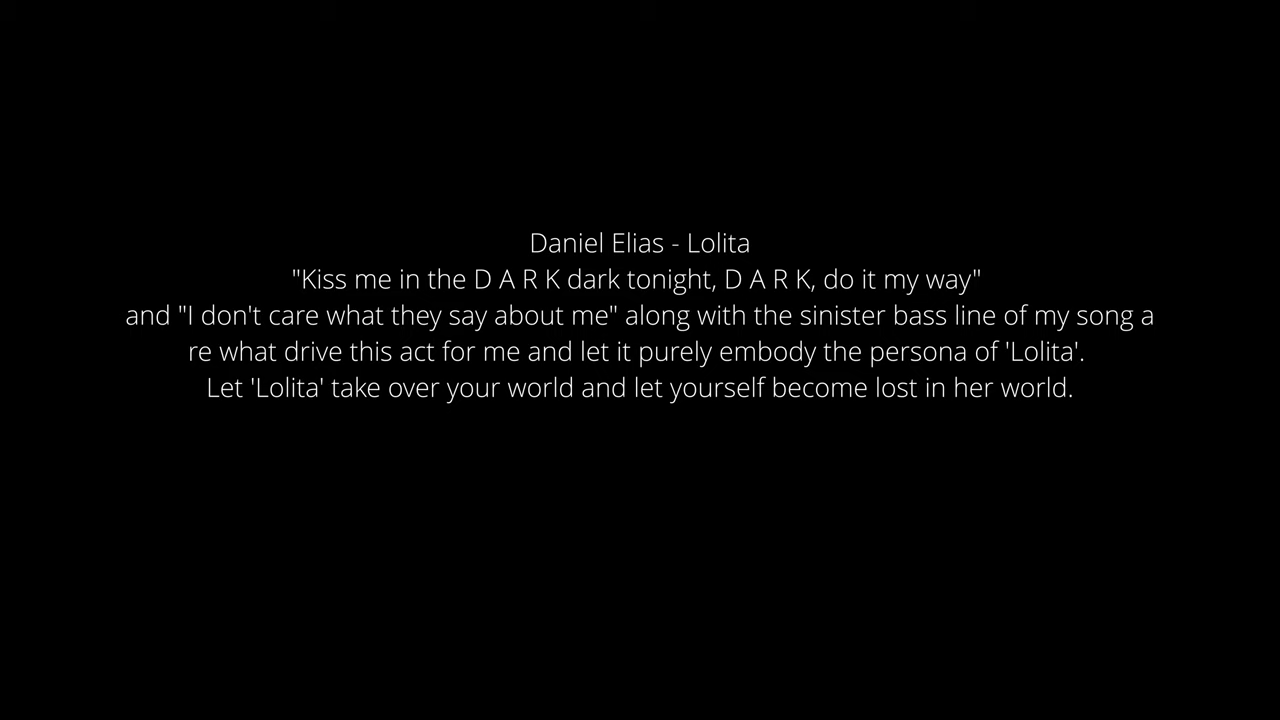 Daniel Elias - Lolita
"Kiss me in the D A R K dark tonight, D A R K, do it my way"
and "I don't care what they say about me" along with the sinister bass line of my song a
re what drive this act for me and let it purely embody the persona of 'Lolita'.
Let 'Lolita' take over your world and let yourself become lost in her world.